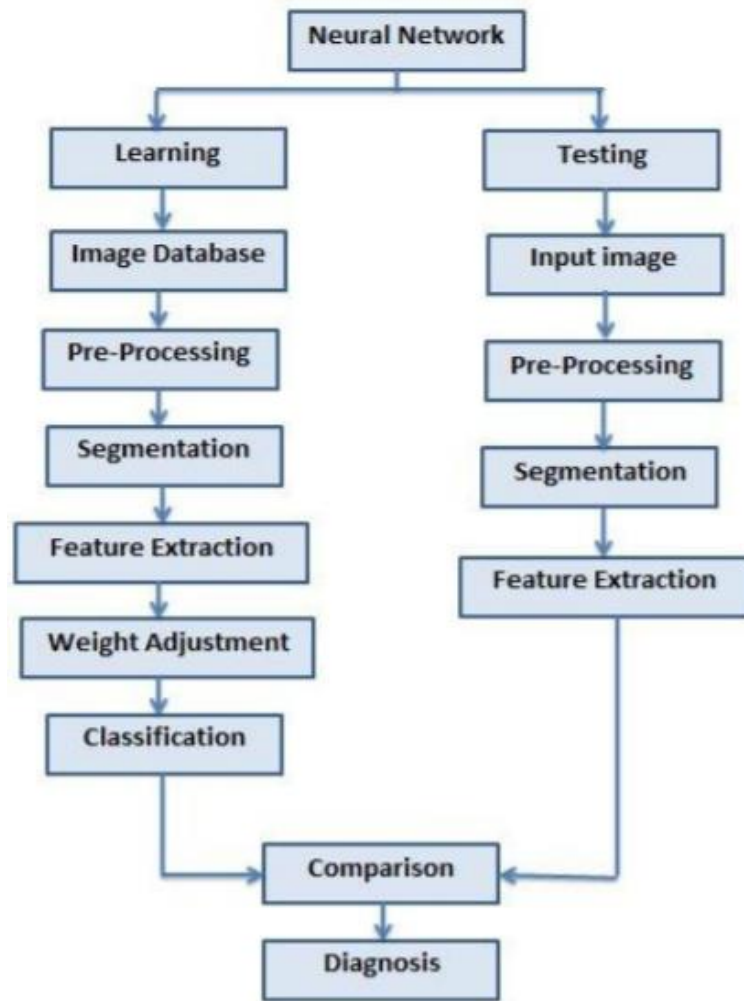 Neural Network
Learning
Testing
Image Database
Input image
Pre-Processing
Pre-Processing
Segmentation
Segmentation
Feature Extraction
Feature Extraction
Weight Adjustment
Classification
Comparison
Diagnosis